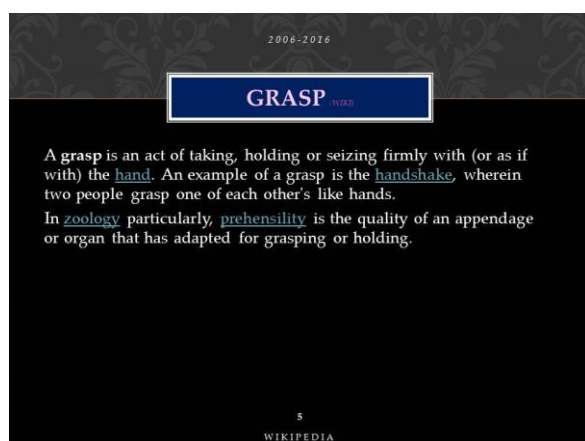 2006-2016
GRASP (WIKI)
A grasp is an act of taking, holding or seizing firmly with (or as if
with) the hand. An example of a grasp is the handshake, wherein
two people grasp one of each other's like hands.
In zoology particularly, prehensility is the quality of an appendage
or organ that has adapted for grasping or holding.
5
WIKIPEDIA